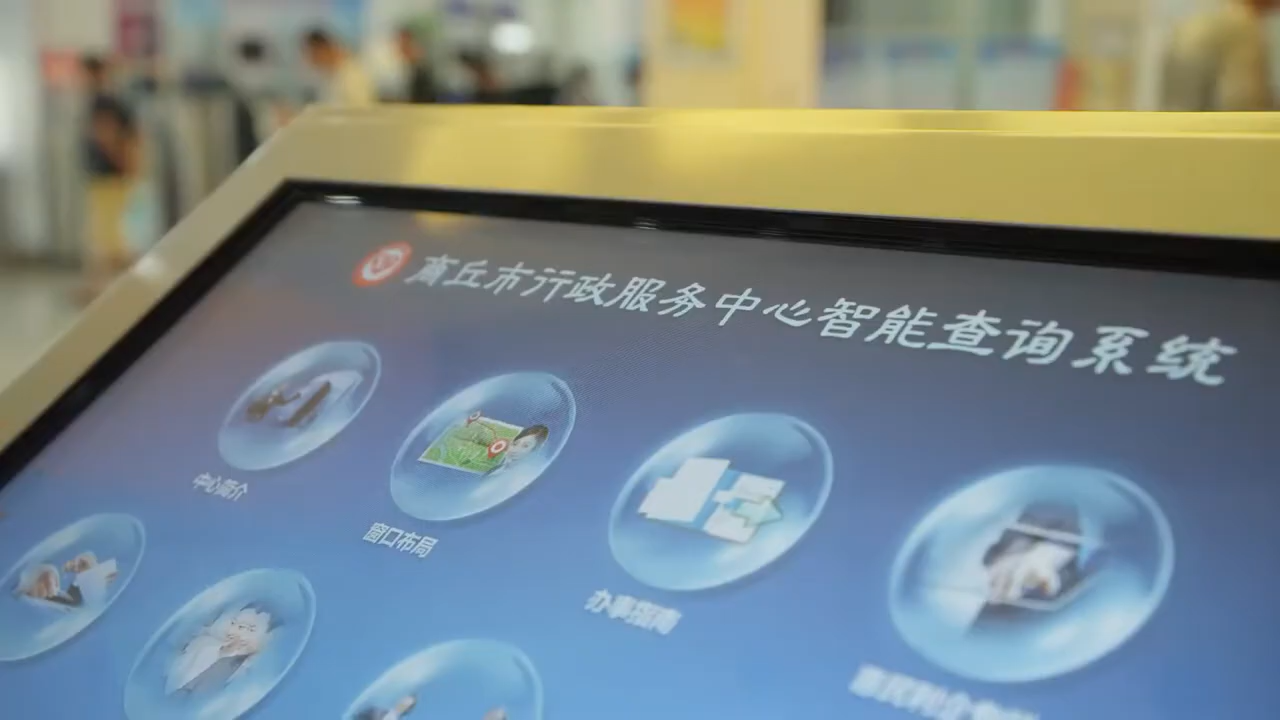 商丘市行政服务中心智能查询系统
中心简介
窗口布局
办事指南